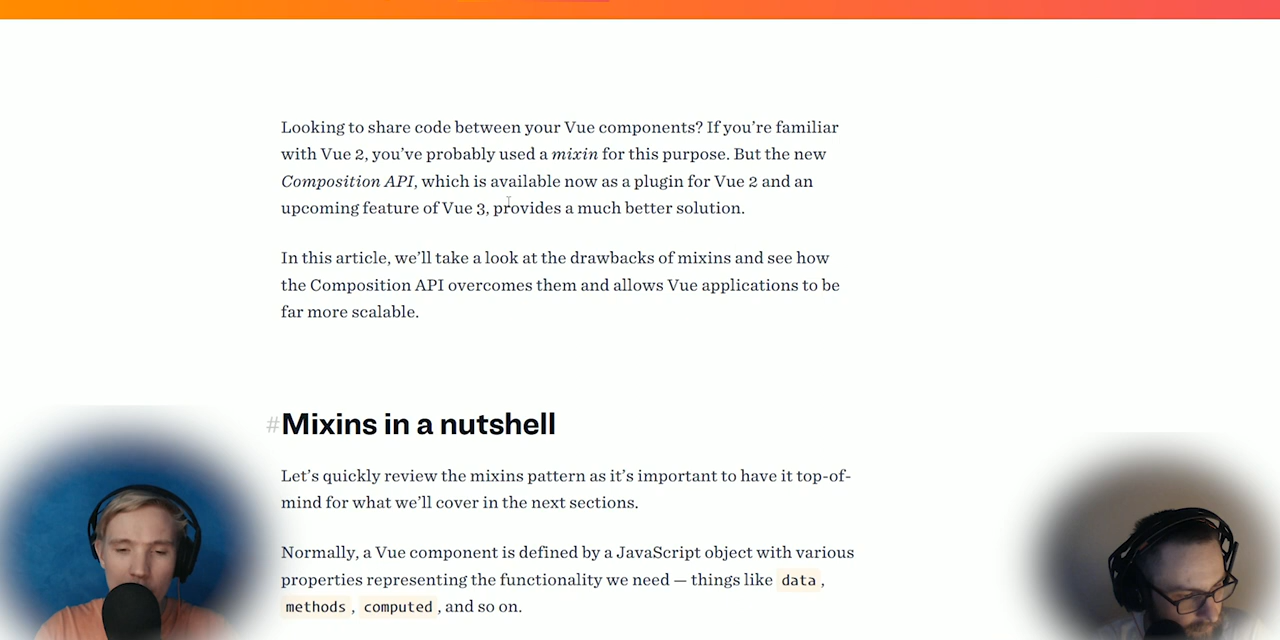 Looking to share code between your Vue components? If you’re familiar
with Vue 2, you’ve probably used a mixin for this purpose. But the new
Composition API, which is available now as a plugin for Vue 2 and an
upcoming feature of Vue 3, provides a much better solution.
In this article, we’ll take a look at the drawbacks of mixins and see how
the Composition API overcomes them and allows Vue applications to be
far more scalable.
#Mixins in a nutshell
Let’s quickly review the mixins pattern as it’s important to have it top-of-
mind for what we’ll cover in the next sections.
Normally, a Vue component is defined by a JavaScript object with various
properties representing the functionality we need — things like data,
methods, computed, and so on.